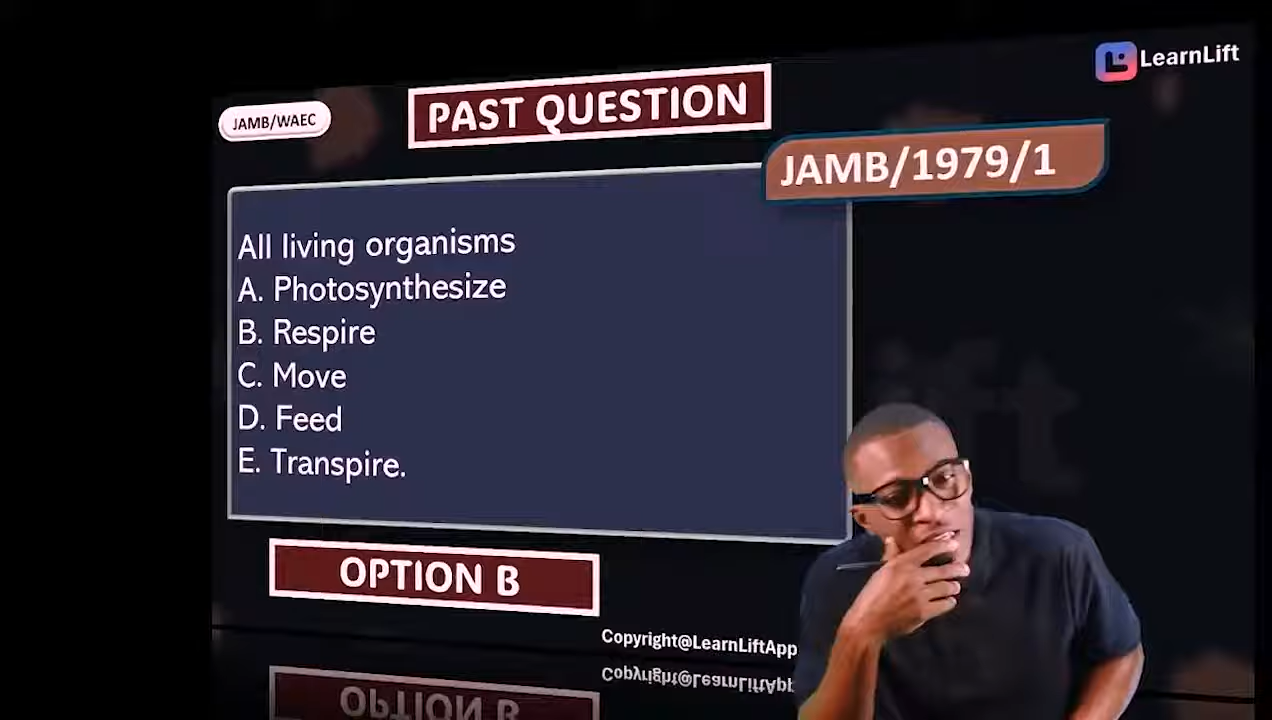 LearnLift
JAMB/WAEC
PAST QUESTION
JAMB/1979/1
All living organisms
A. Photosynthesize
B. Respire
C. Move
D. Feed
E. Transpire.
OPTION B
Copyright@LearnLiftApp